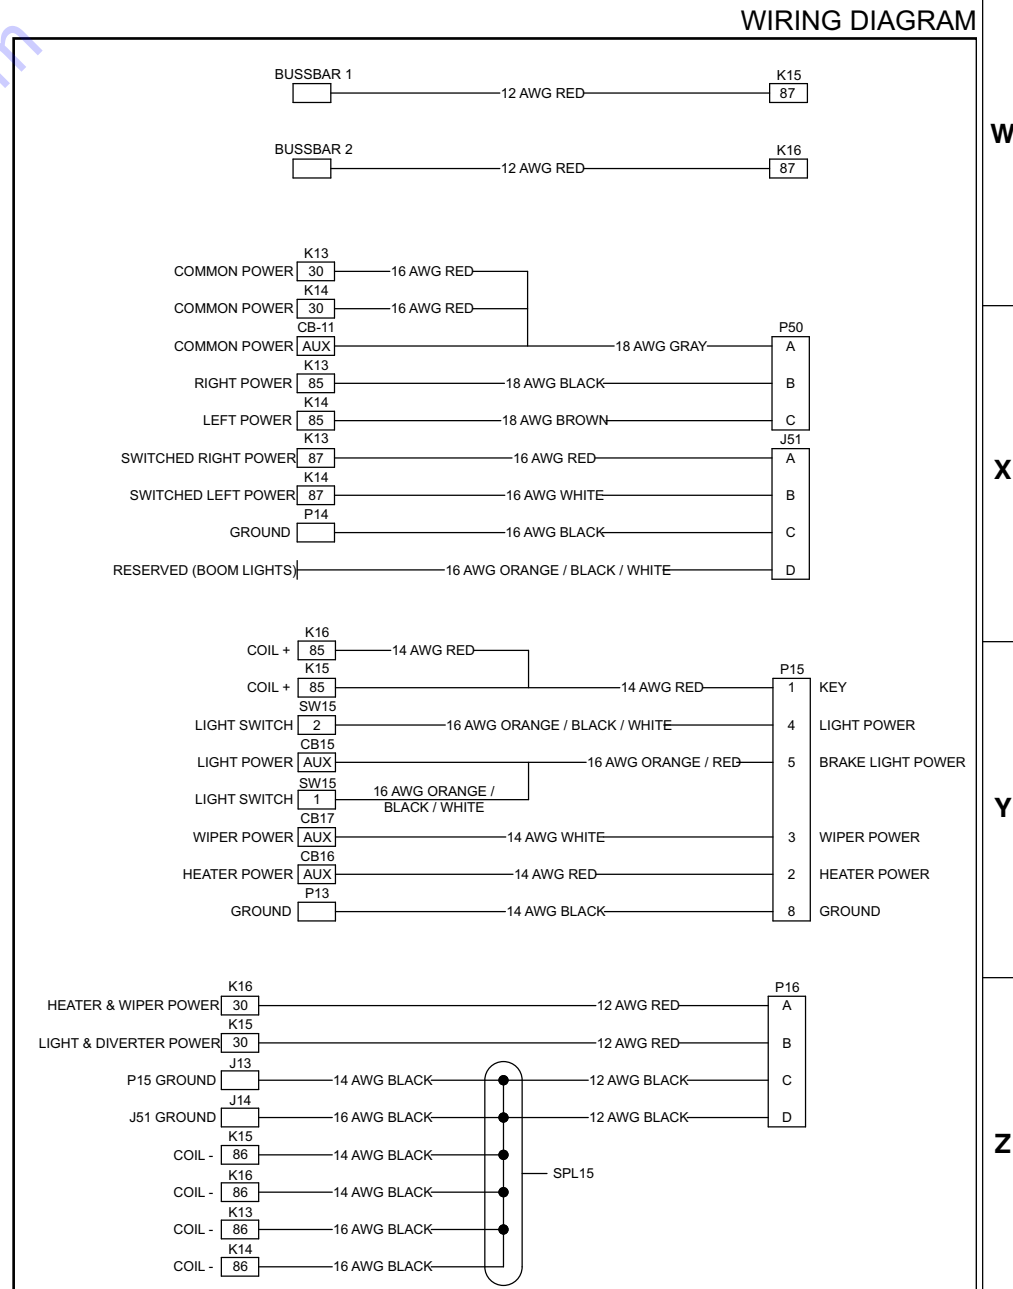 WIRING DIAGRAM
BUSSBAR 1
12 AWG RED
K15
87
W
BUSSBAR 2
12 AWG RED
K16
87
K13
COMMON POWER 30 16 AWG RED
K14
COMMON POWER 30 16 AWG RED
CB-11 P50
COMMON POWER AUX 18 AWG GRAY A
K13
RIGHT POWER 85 18 AWG BLACK B
K14
LEFT POWER 85 18 AWG BROWN C
K13 J51
SWITCHED RIGHT POWER 87 16 AWG RED A
X
K14
SWITCHED LEFT POWER 87 16 AWG WHITE B
P14
GROUND 16 AWG BLACK C
RESERVED (BOOM LIGHTS) 16 AWG ORANGE / BLACK / WHITE D
K16
COIL + 85 14 AWG RED
K15 P15
COIL + 85 14 AWG RED 1 KEY
SW15
LIGHT SWITCH 2 16 AWG ORANGE / BLACK / WHITE 4 LIGHT POWER
CB15
LIGHT POWER AUX 16 AWG ORANGE / RED 5 BRAKE LIGHT POWER
SW15
LIGHT SWITCH 1 16 AWG ORANGE /
BLACK / WHITE
Y
CB17
WIPER POWER AUX 14 AWG WHITE 3 WIPER POWER
CB16
HEATER POWER AUX 14 AWG RED 2 HEATER POWER
P13
GROUND 14 AWG BLACK 8 GROUND
K16 P16
HEATER & WIPER POWER 30 12 AWG RED A
K15
LIGHT & DIVERTER POWER 30 12 AWG RED B
J13
P15 GROUND 14 AWG BLACK 12 AWG BLACK C
J14
J51 GROUND 16 AWG BLACK 12 AWG BLACK D
Z
K15
COIL - 86 14 AWG BLACK
SPL15
K16
COIL - 86 14 AWG BLACK
K13
COIL - 86 16 AWG BLACK
K14
COIL - 86 16 AWG BLACK